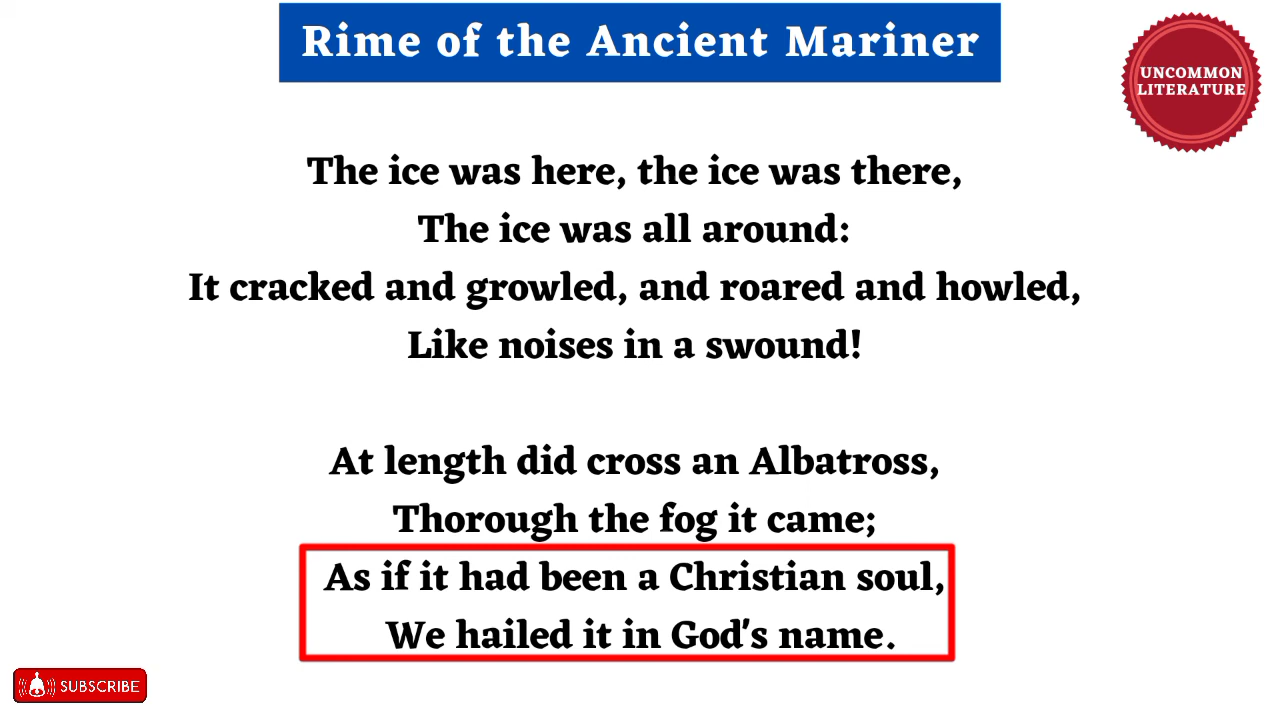 Rime of the Ancient Mariner
UNCOMMON
LITERATURE
The ice was here, the ice was there,
The ice was all around:
It cracked and growled, and roared and howled,
Like noises in a swound!
At length did cross an Albatross,
Thorough the fog it came;
As if it had been a Christian soul,
We hailed it in God's name.
SUBSCRIBE